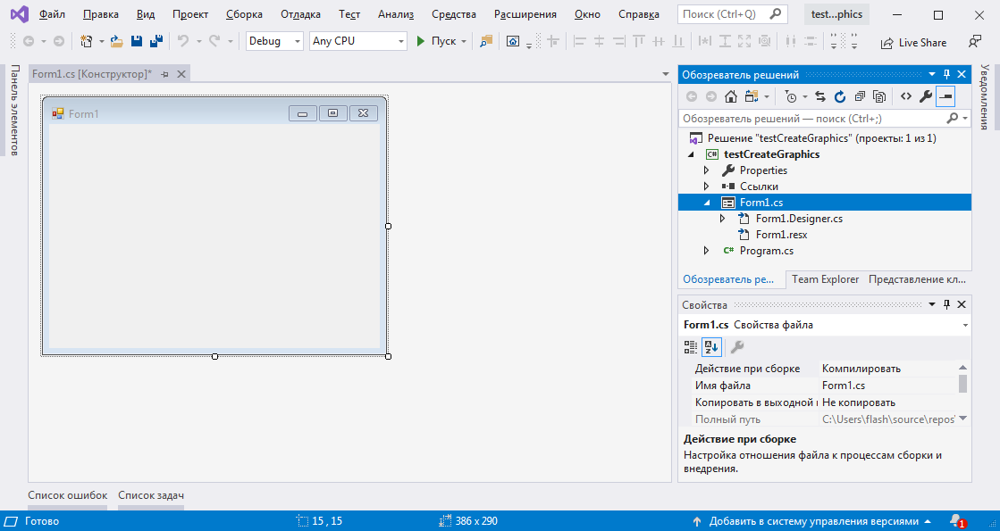 Файл Правка Вид Проект Сборка Отладка Тест Анализ Средства Расширения Окно Справка Поиск (Ctrl+Q) test...phics
Debug Any CPU Пуск Live Share
Панель элементов
Form1.cs [Конструктор]*
Form1
Обозреватель решений
Обозреватель решений — поиск (Ctrl+;)
Решение "testCreateGraphics" (проекты: 1 из 1)
C# testCreateGraphics
Properties
Ссылки
Form1.cs
Form1.Designer.cs
Form1.resx
C# Program.cs
Обозреватель ре... Team Explorer Представление кл...
Уведомления
Свойства
Form1.cs Свойства файла
Действие при сборке Компилировать
Имя файла Form1.cs
Копировать в выходной Не копировать
Полный путь C:\Users\flash\source\repos\
Действие при сборке
Настройка отношения файла к процессам сборки и
внедрения.
Список ошибок Список задач
Готово 15 , 15 386 x 290 Добавить в систему управления версиями 1